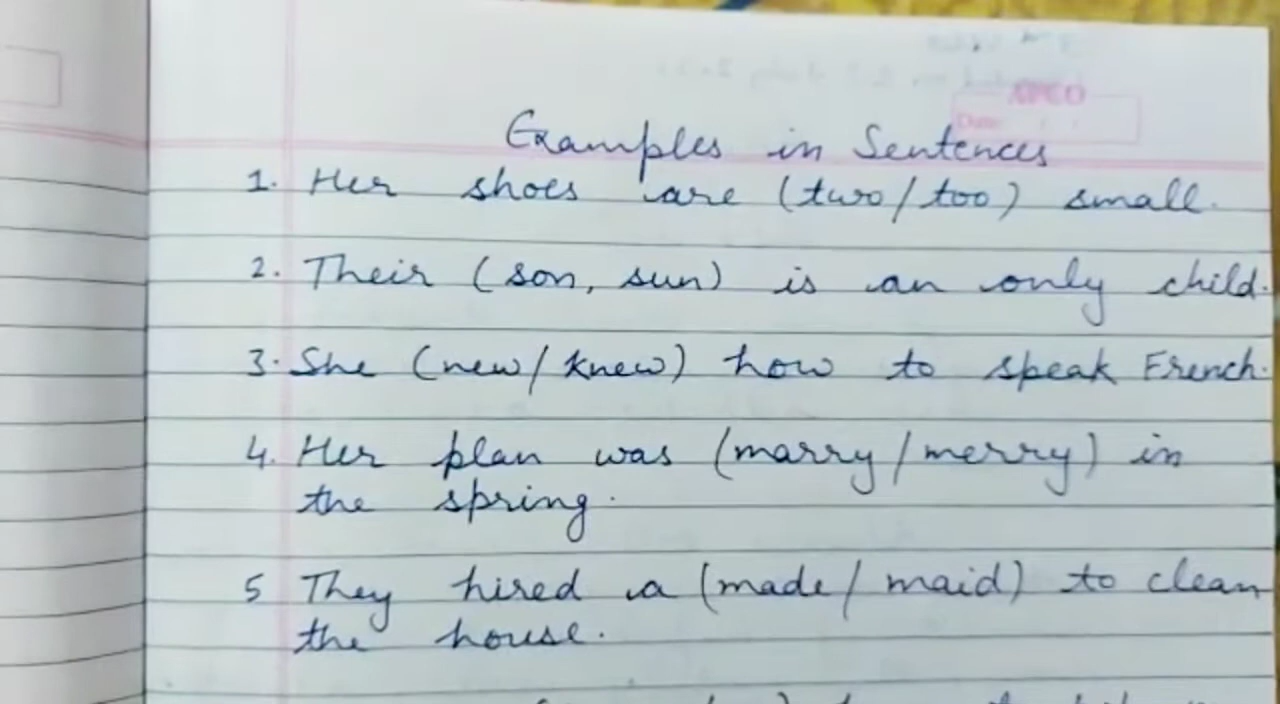 APCO
Date
Examples in Sentences
1. Her shoes are (two/too) small.
2. Their (son, sun) is an only child.
3. She (new/knew) how to speak French.
4. Her plan was (marry/merry) in
the spring.
5 They hired a (made/maid) to clean
the house.